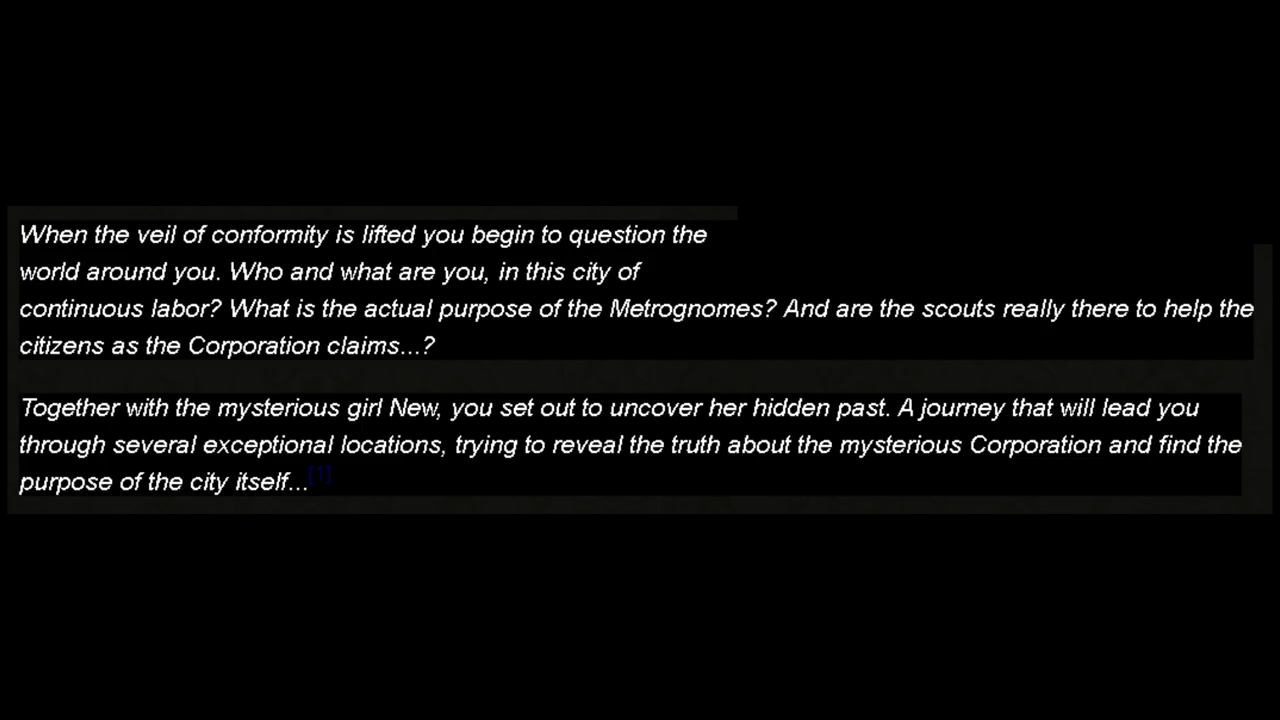 When the veil of conformity is lifted you begin to question the
world around you. Who and what are you, in this city of
continuous labor? What is the actual purpose of the Metrognomes? And are the scouts really there to help the
citizens as the Corporation claims...?
Together with the mysterious girl New, you set out to uncover her hidden past. A journey that will lead you
through several exceptional locations, trying to reveal the truth about the mysterious Corporation and find the
purpose of the city itself...[1]